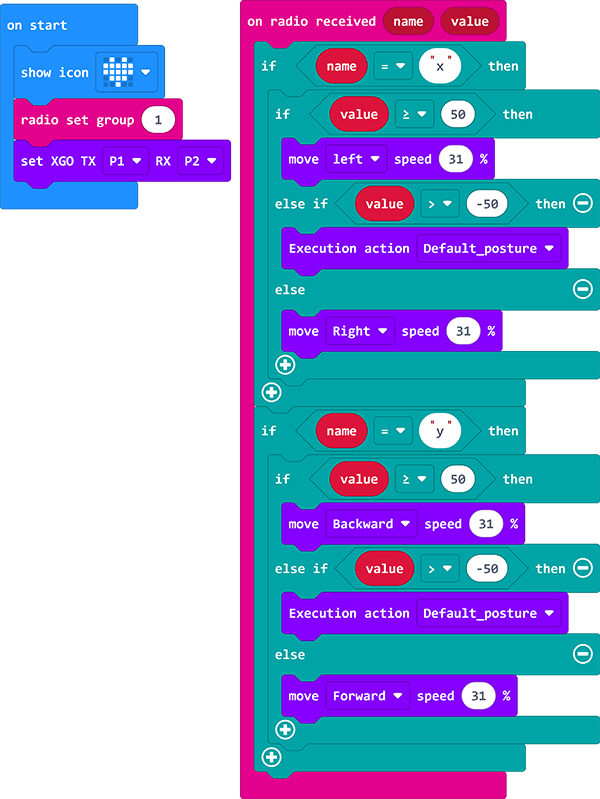 on start
show icon
radio set group 1
set XGO TX P1 RX P2
on radio received name value
if name = "x" then
if value ≥ 50 then
move left speed 31 %
else if value > -50 then
Execution action Default_posture
else
move Right speed 31 %
if name = "y" then
if value ≥ 50 then
move Backward speed 31 %
else if value > -50 then
Execution action Default_posture
else
move Forward speed 31 %